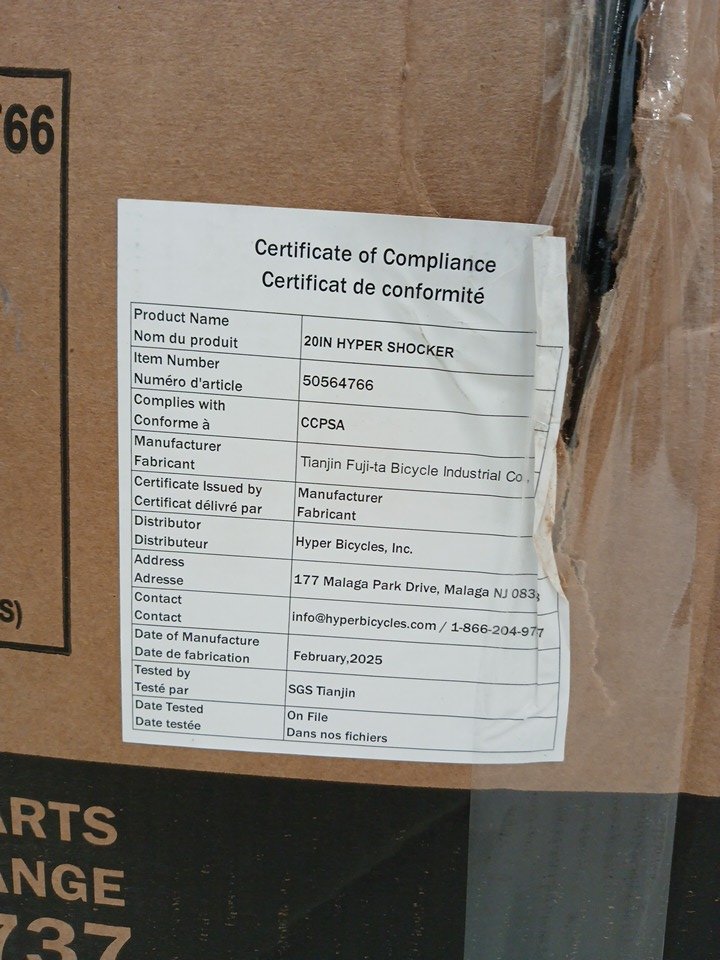 66
Certificate of Compliance
Certificat de conformité
Product Name
Nom du produit
20IN HYPER SHOCKER
Item Number
Numéro d'article
50564766
Complies with
Conforme à
CCPSA
Manufacturer
Fabricant
Tianjin Fuji-ta Bicycle Industrial Co.,
Certificate Issued by
Certificat délivré par
Manufacturer
Fabricant
Distributor
Distributeur
Hyper Bicycles, Inc.
Address
Adresse
177 Malaga Park Drive, Malaga NJ 083
Contact
Contact
info@hyperbicycles.com / 1-866-204-977
Date of Manufacture
Date de fabrication
February,2025
Tested by
Testé par
SGS Tianjin
Date Tested
Date testée
On File
Dans nos fichiers
S)
ARTS
ANGE
737